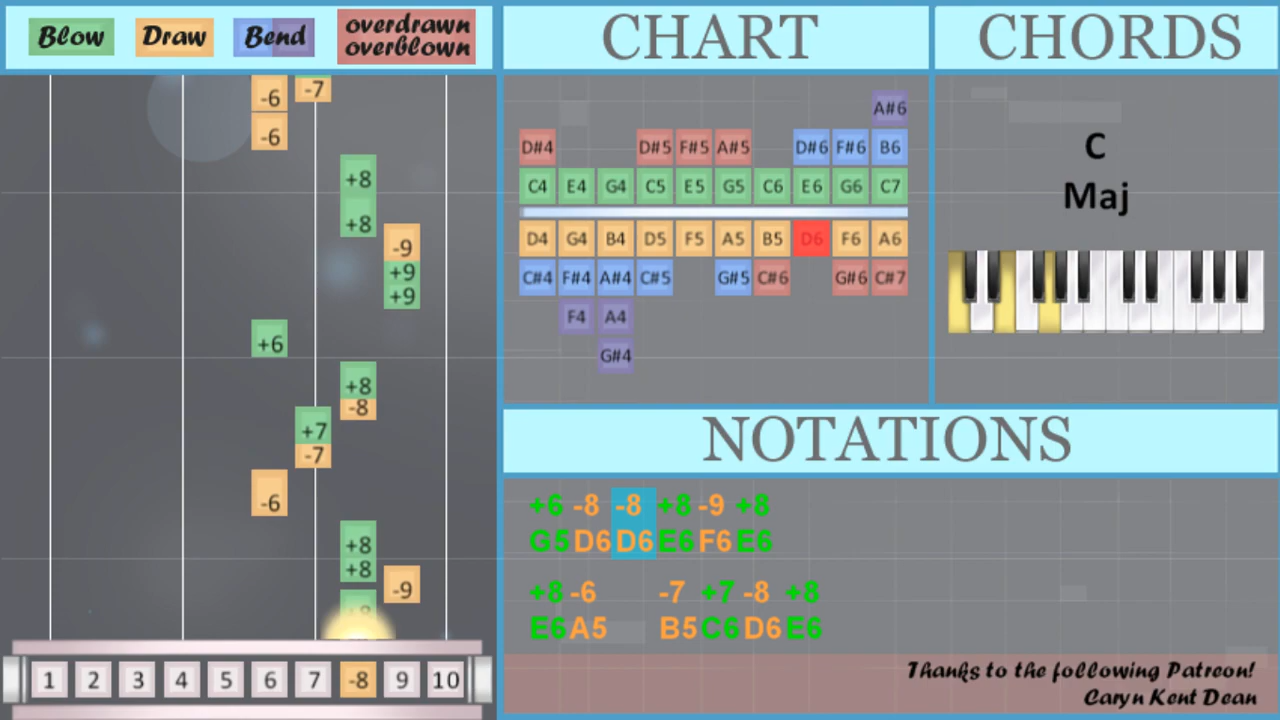 Blow Draw Bend overdrawn
overblown
CHART
CHORDS
-7
-6
-6
+8
+8
-9
+9
+9
+6
+8
-8
+7
-7
-6
+8
+8
-9
+8
1 2 3 4 5 6 7 -8 9 10
A#6
D#4 D#5 F#5 A#5 D#6 F#6 B6
C4 E4 G4 C5 E5 G5 C6 E6 G6 C7
D4 G4 B4 D5 F5 A5 B5 D6 F6 A6
C#4 F#4 A#4 C#5 G#5 C#6 G#6 C#7
F4 A4
G#4
C
Maj
NOTATIONS
+6 -8 -8 +8 -9 +8
G5 D6 D6 E6 F6 E6
+8 -6 -7 +7 -8 +8
E6 A5 B5 C6 D6 E6
Thanks to the following Patreon!
Caryn Kent Dean